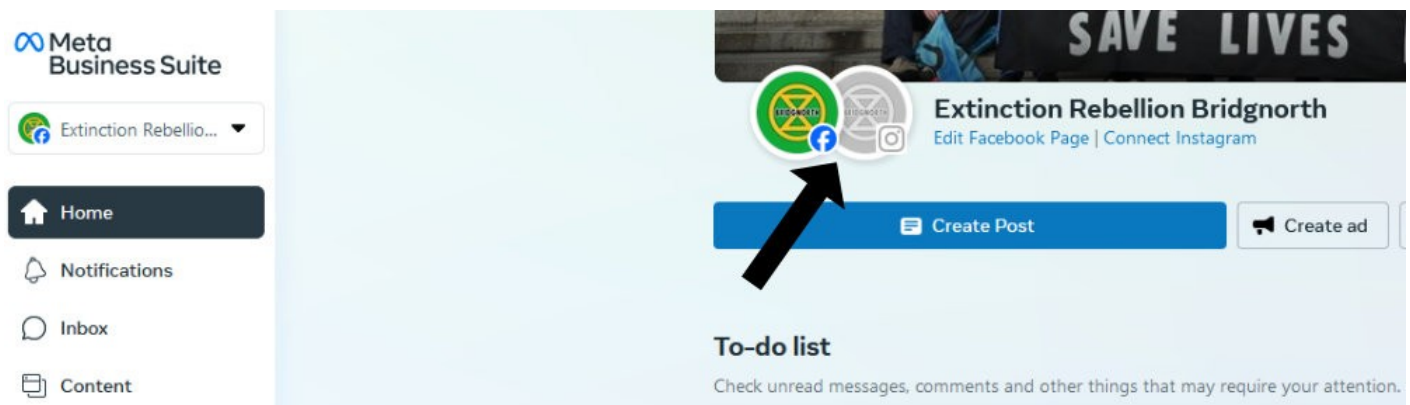 Meta
Business Suite
Extinction Rebellio...
Home
Notifications
Inbox
Content
SAVE LIVES
BRIDGNORTH
Extinction Rebellion Bridgnorth
Edit Facebook Page | Connect Instagram
Create Post
Create ad
To-do list
Check unread messages, comments and other things that may require your attention.